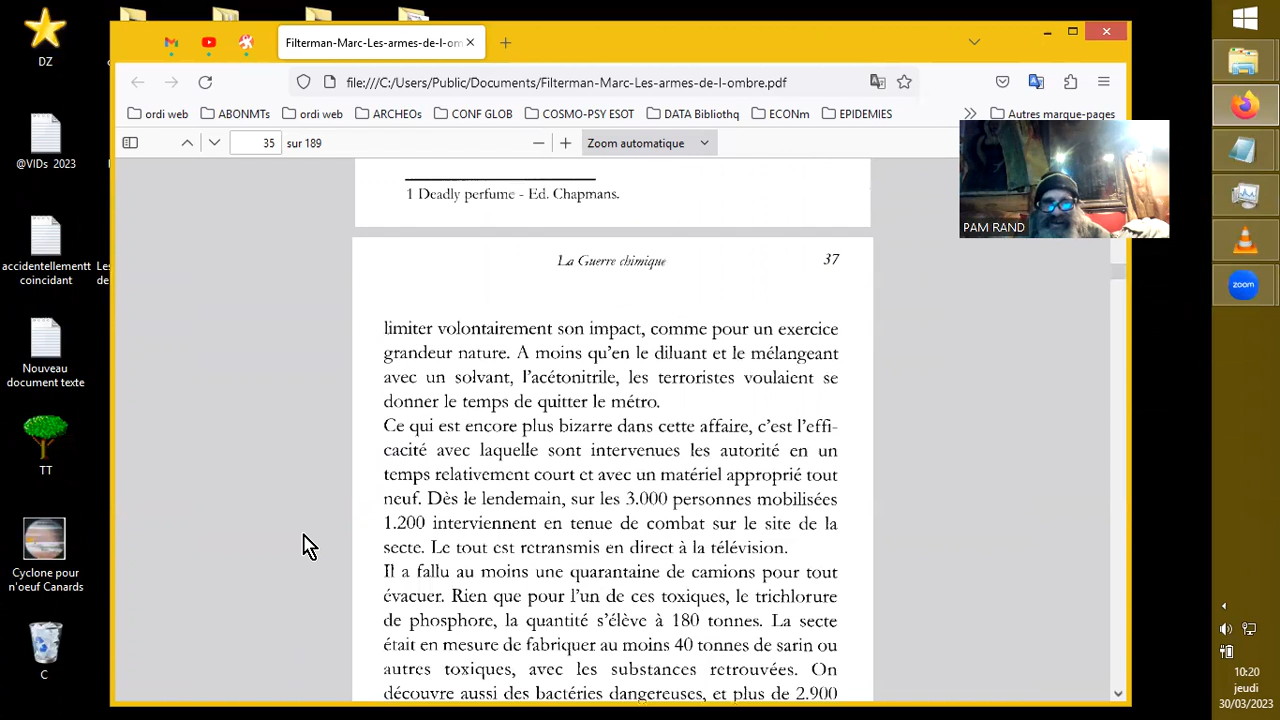 DZ
@VIDs 2023
accidentellementt
coincidant
Nouveau
document texte
TT
Cyclone pour
n'oeuf Canards
C
Filterman-Marc-Les-armes-de-l-om
file:///C:/Users/Public/Documents/Filterman-Marc-Les-armes-de-l-ombre.pdf
ordi web
ABONMTs
ordi web
ARCHEOs
CONF GLOB
COSMO-PSY ESOT
DATA Bibliothq
ECONm
EPIDEMIES
Autres marque-pages
35 sur 189
Zoom automatique
1 Deadly perfume - Ed. Chapmans.
La Guerre chimique 37
limiter volontairement son impact, comme pour un exercice
grandeur nature. A moins qu'en le diluant et le mélangeant
avec un solvant, l'acétonitrile, les terroristes voulaient se
donner le temps de quitter le métro.
Ce qui est encore plus bizarre dans cette affaire, c'est l'effi-
cacité avec laquelle sont intervenues les autorité en un
temps relativement court et avec un matériel approprié tout
neuf. Dès le lendemain, sur les 3.000 personnes mobilisées
1.200 interviennent en tenue de combat sur le site de la
secte. Le tout est retransmis en direct à la télévision.
Il a fallu au moins une quarantaine de camions pour tout
évacuer. Rien que pour l'un de ces toxiques, le trichlorure
de phosphore, la quantité s'élève à 180 tonnes. La secte
était en mesure de fabriquer au moins 40 tonnes de sarin ou
autres toxiques, avec les substances retrouvées. On
découvre aussi des bactéries dangereuses, et plus de 2.900
PAM RAND
zoom
10:20
jeudi
30/03/2023